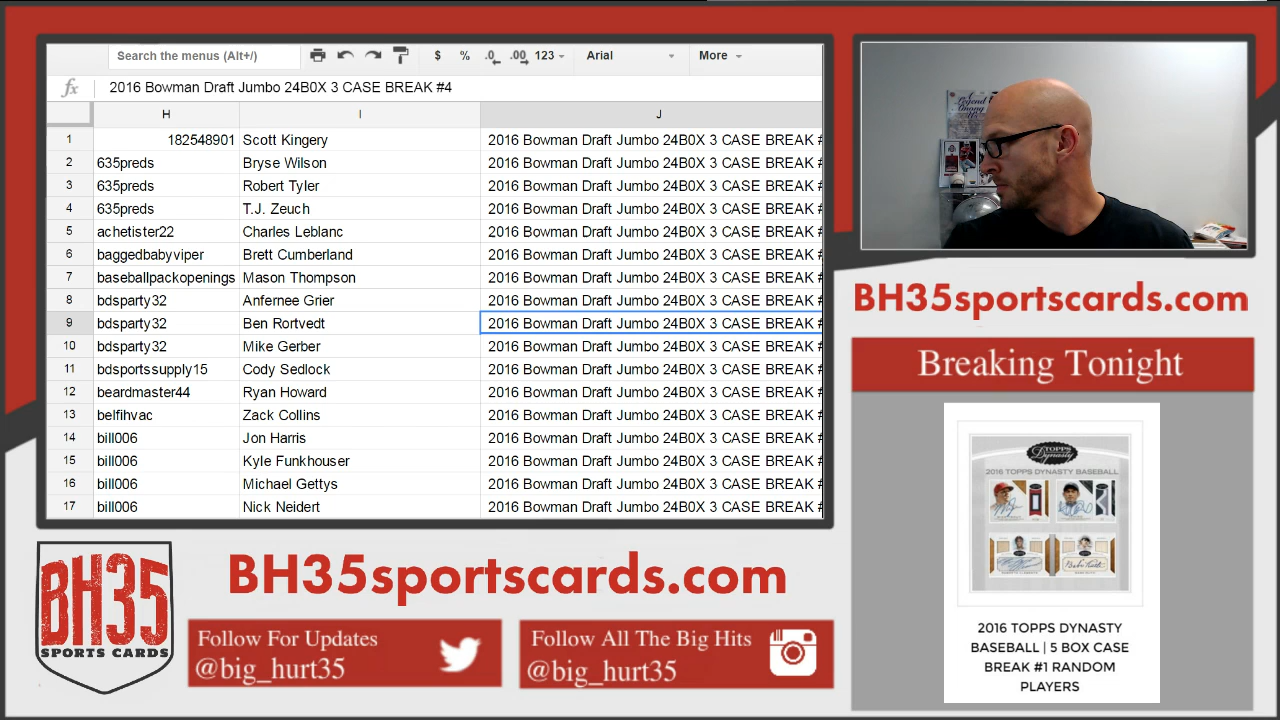 Search the menus (Alt+/)
$ % .0 .00 123 Arial More
fx 2016 Bowman Draft Jumbo 24B0X 3 CASE BREAK #4
H I J
1 182548901 Scott Kingery 2016 Bowman Draft Jumbo 24B0X 3 CASE BREAK #
2 635preds Bryse Wilson 2016 Bowman Draft Jumbo 24B0X 3 CASE BREAK #
3 635preds Robert Tyler 2016 Bowman Draft Jumbo 24B0X 3 CASE BREAK #
4 635preds T.J. Zeuch 2016 Bowman Draft Jumbo 24B0X 3 CASE BREAK #
5 achetister22 Charles Leblanc 2016 Bowman Draft Jumbo 24B0X 3 CASE BREAK #
6 baggedbabyviper Brett Cumberland 2016 Bowman Draft Jumbo 24B0X 3 CASE BREAK #
7 baseballpackopenings Mason Thompson 2016 Bowman Draft Jumbo 24B0X 3 CASE BREAK #
8 bdsparty32 Anfernee Grier 2016 Bowman Draft Jumbo 24B0X 3 CASE BREAK #
9 bdsparty32 Ben Rortvedt 2016 Bowman Draft Jumbo 24B0X 3 CASE BREAK #
10 bdsparty32 Mike Gerber 2016 Bowman Draft Jumbo 24B0X 3 CASE BREAK #
11 bdsportssupply15 Cody Sedlock 2016 Bowman Draft Jumbo 24B0X 3 CASE BREAK #
12 beardmaster44 Ryan Howard 2016 Bowman Draft Jumbo 24B0X 3 CASE BREAK #
13 belfihvac Zack Collins 2016 Bowman Draft Jumbo 24B0X 3 CASE BREAK #
14 bill006 Jon Harris 2016 Bowman Draft Jumbo 24B0X 3 CASE BREAK #
15 bill006 Kyle Funkhouser 2016 Bowman Draft Jumbo 24B0X 3 CASE BREAK #
16 bill006 Michael Gettys 2016 Bowman Draft Jumbo 24B0X 3 CASE BREAK #
17 bill006 Nick Neidert 2016 Bowman Draft Jumbo 24B0X 3 CASE BREAK #
BH35
SPORTS CARDS
BH35sportscards.com
Follow For Updates
@big_hurt35
Follow All The Big Hits
@big_hurt35
Legend
Among
BH35sportscards.com
Breaking Tonight
TOPPS
Dynasty
2016 TOPPS DYNASTY BASEBALL
2016 TOPPS DYNASTY
BASEBALL | 5 BOX CASE
BREAK #1 RANDOM
PLAYERS